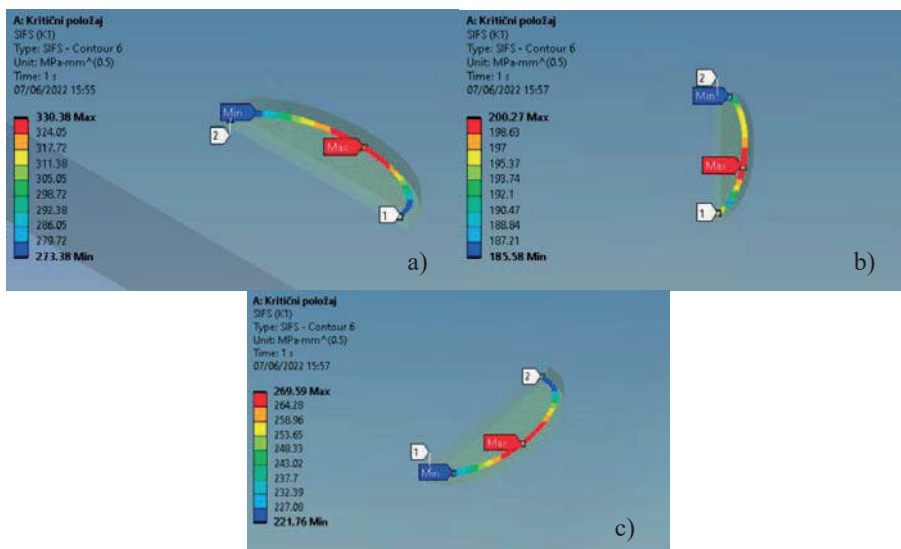 A: Kritični položaj
SIFS (K1)
Type: SIFS - Contour 6
Unit: MPa·mm^(0.5)
Time: 1 s
07/06/2022 15:55
330.38 Max
324.05
317.72
311.38
305.05
298.72
292.38
286.05
279.72
273.38 Min
Min
2
Max
1
a)
A: Kritični položaj
SIFS (K1)
Type: SIFS - Contour 6
Unit: MPa·mm^(0.5)
Time: 1 s
07/06/2022 15:57
200.27 Max
198.63
197
195.37
193.74
192.1
190.47
188.84
187.21
185.58 Min
2
Min
Max
1
b)
A: Kritični položaj
SIFS (K1)
Type: SIFS - Contour 6
Unit: MPa·mm^(0.5)
Time: 1 s
07/06/2022 15:57
269.59 Max
264.28
258.96
253.65
248.33
243.02
237.7
232.39
227.08
221.76 Min
2
Max
1
Min
c)